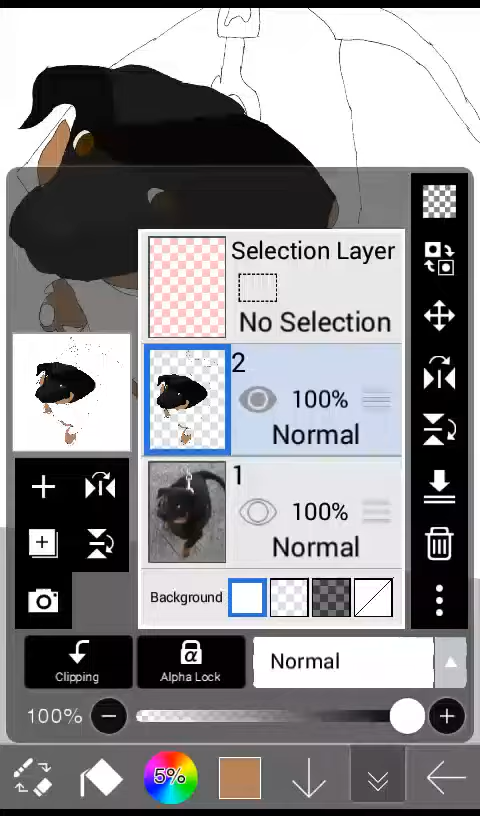 Selection Layer
No Selection
2
100%
Normal
1
100%
Normal
Background
Clipping
α
Alpha Lock
Normal
100%
5%